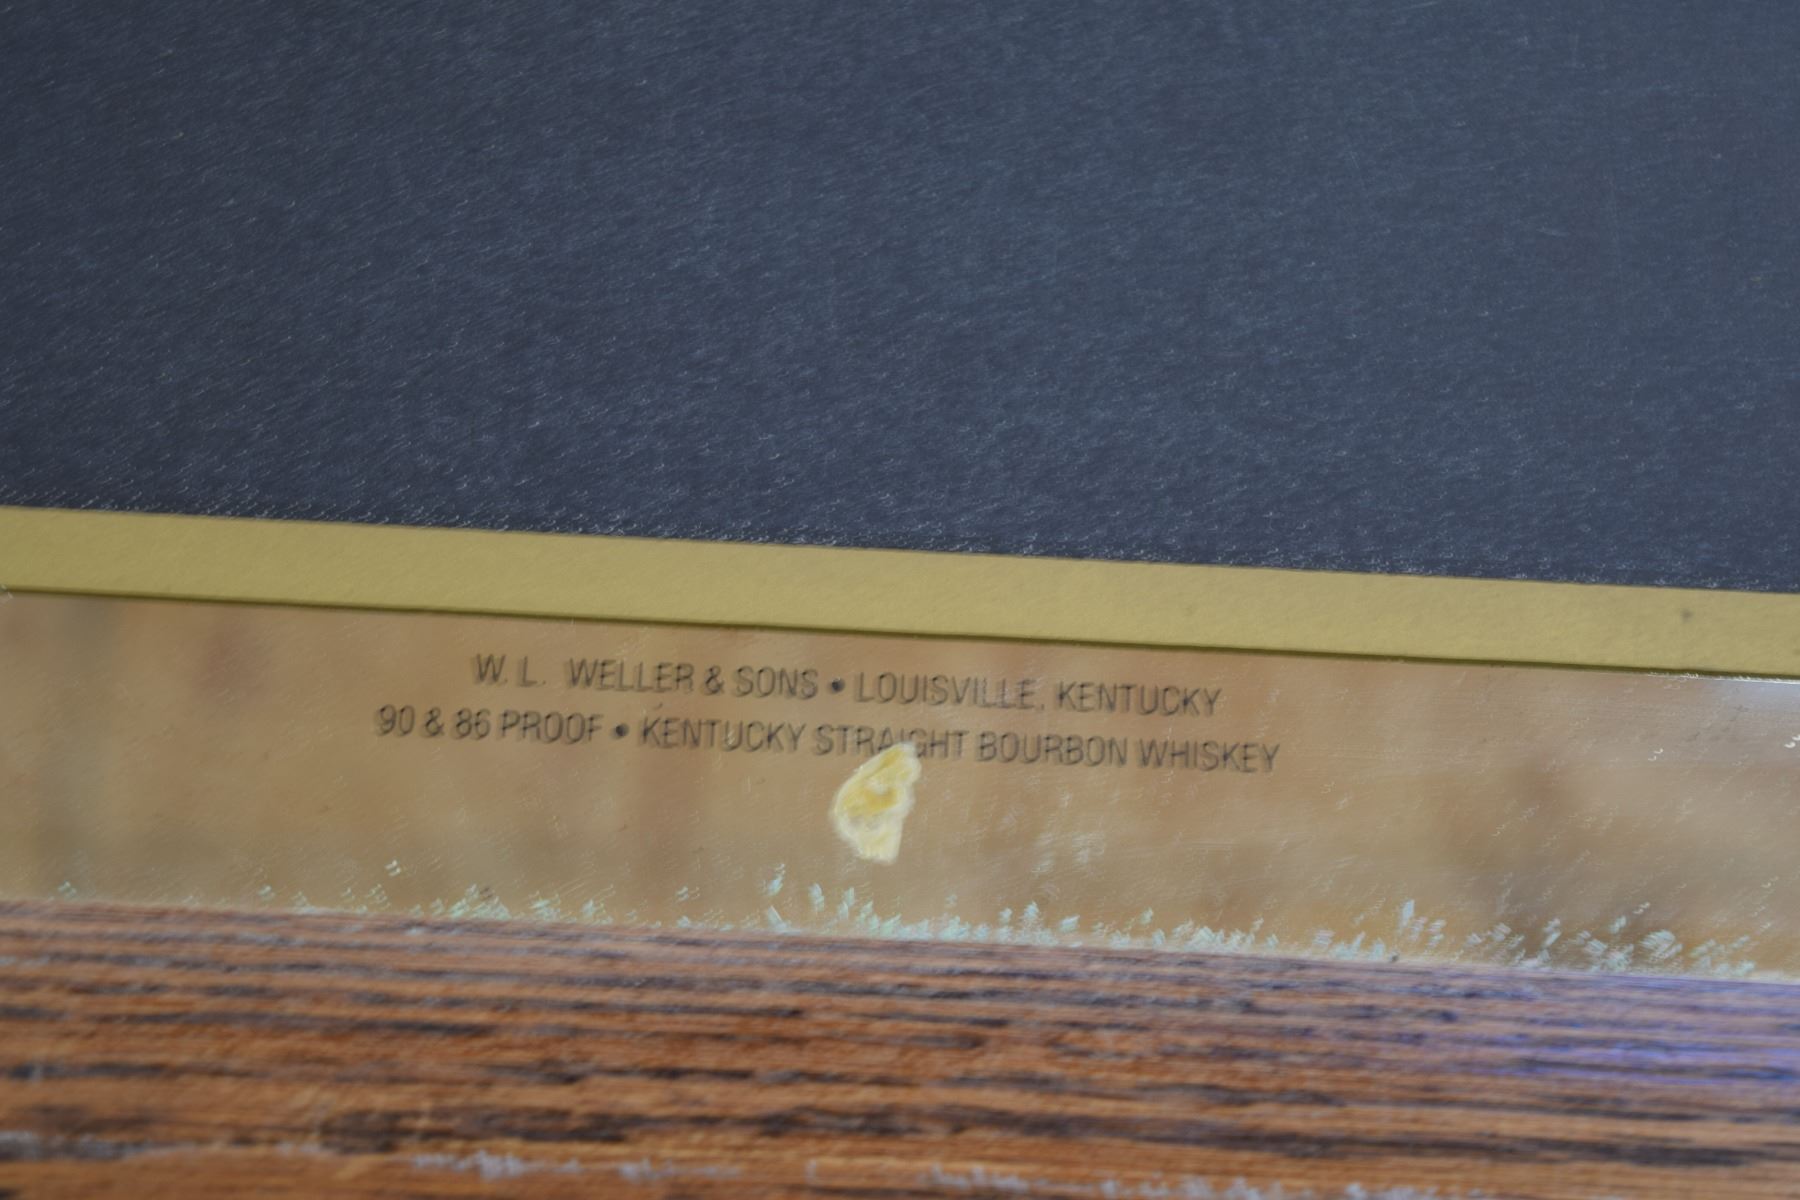 W. L. WELLER & SONS • LOUISVILLE, KENTUCKY
90 & 86 PROOF • KENTUCKY STRAIGHT BOURBON WHISKEY